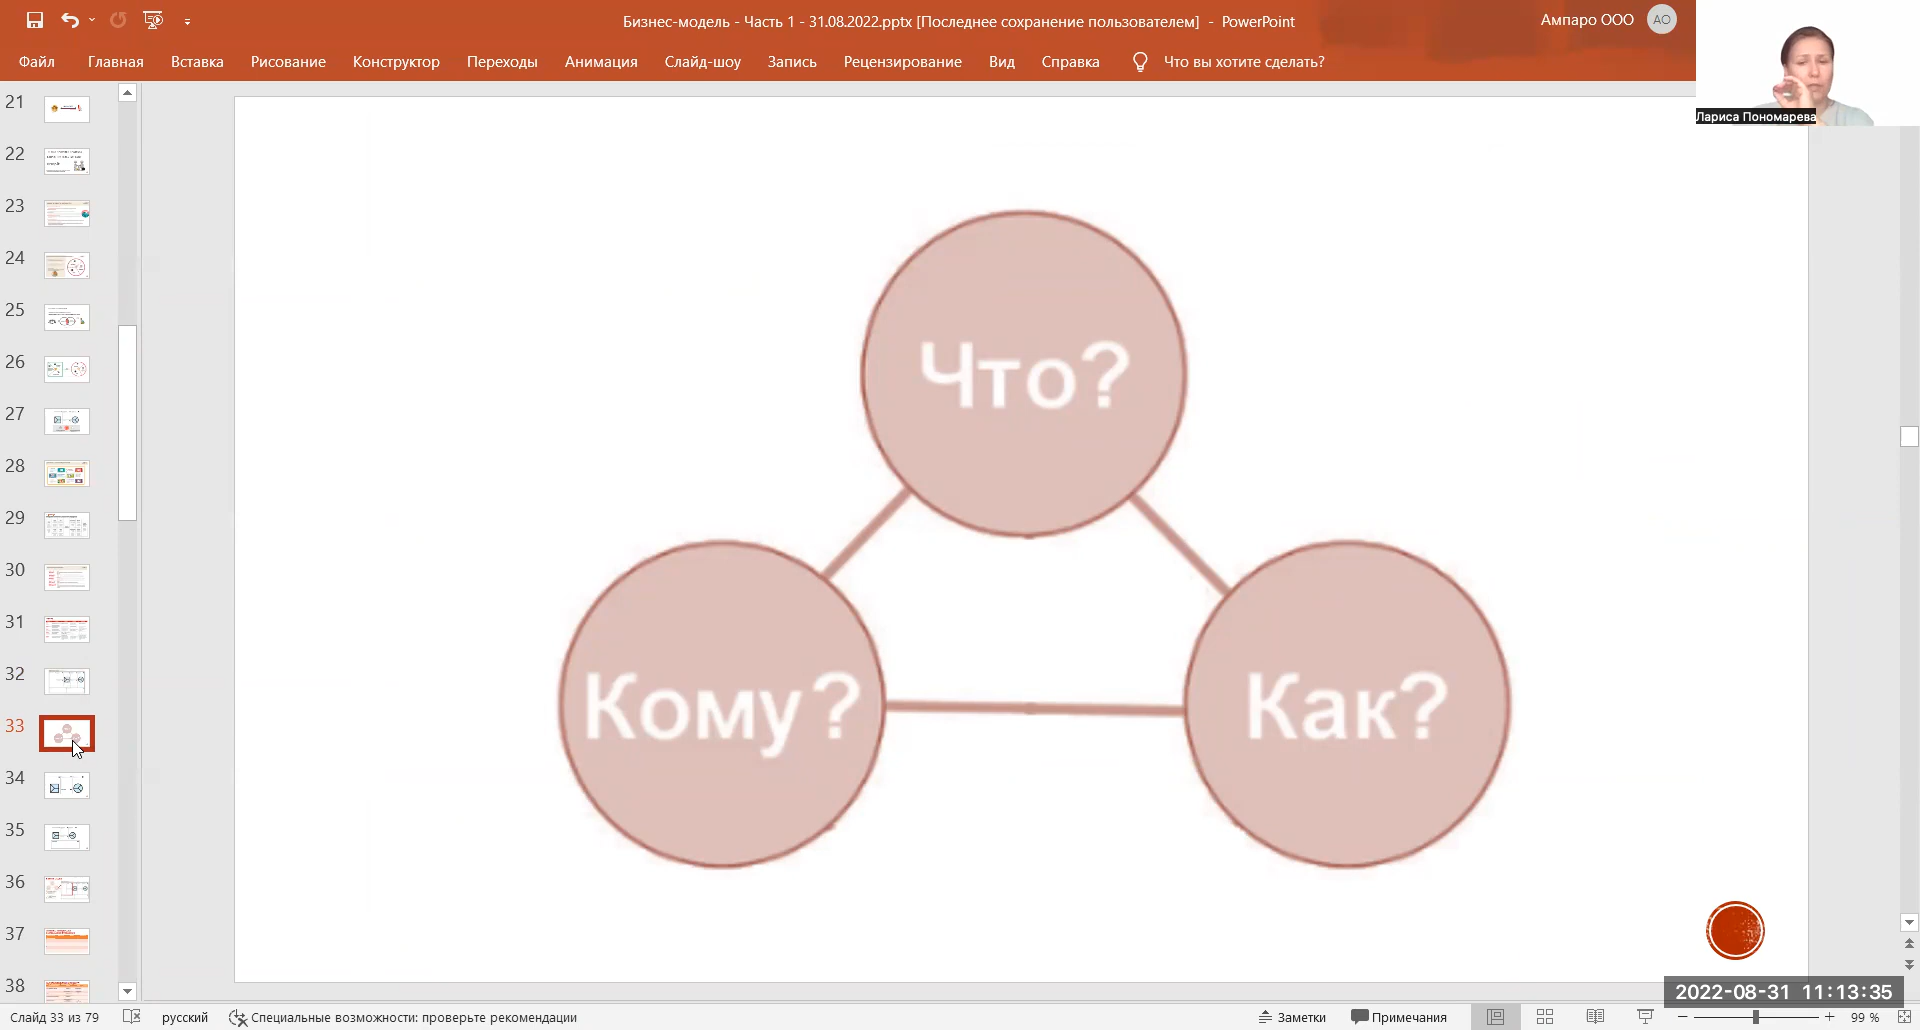 Бизнес-модель - Часть 1 - 31.08.2022.pptx [Последнее сохранение пользователем] - PowerPoint
Ампаро ООО
АО
Файл
Главная
Вставка
Рисование
Конструктор
Переходы
Анимация
Слайд-шоу
Запись
Рецензирование
Вид
Справка
Что вы хотите сделать?
Лариса Пономарева
21
22
23
24
25
26
27
28
29
30
31
32
33
34
35
36
37
38
Что?
Кому?
Как?
2022-08-31 11:13:35
Слайд 33 из 79
русский
Специальные возможности: проверьте рекомендации
Заметки
Примечания
99 %